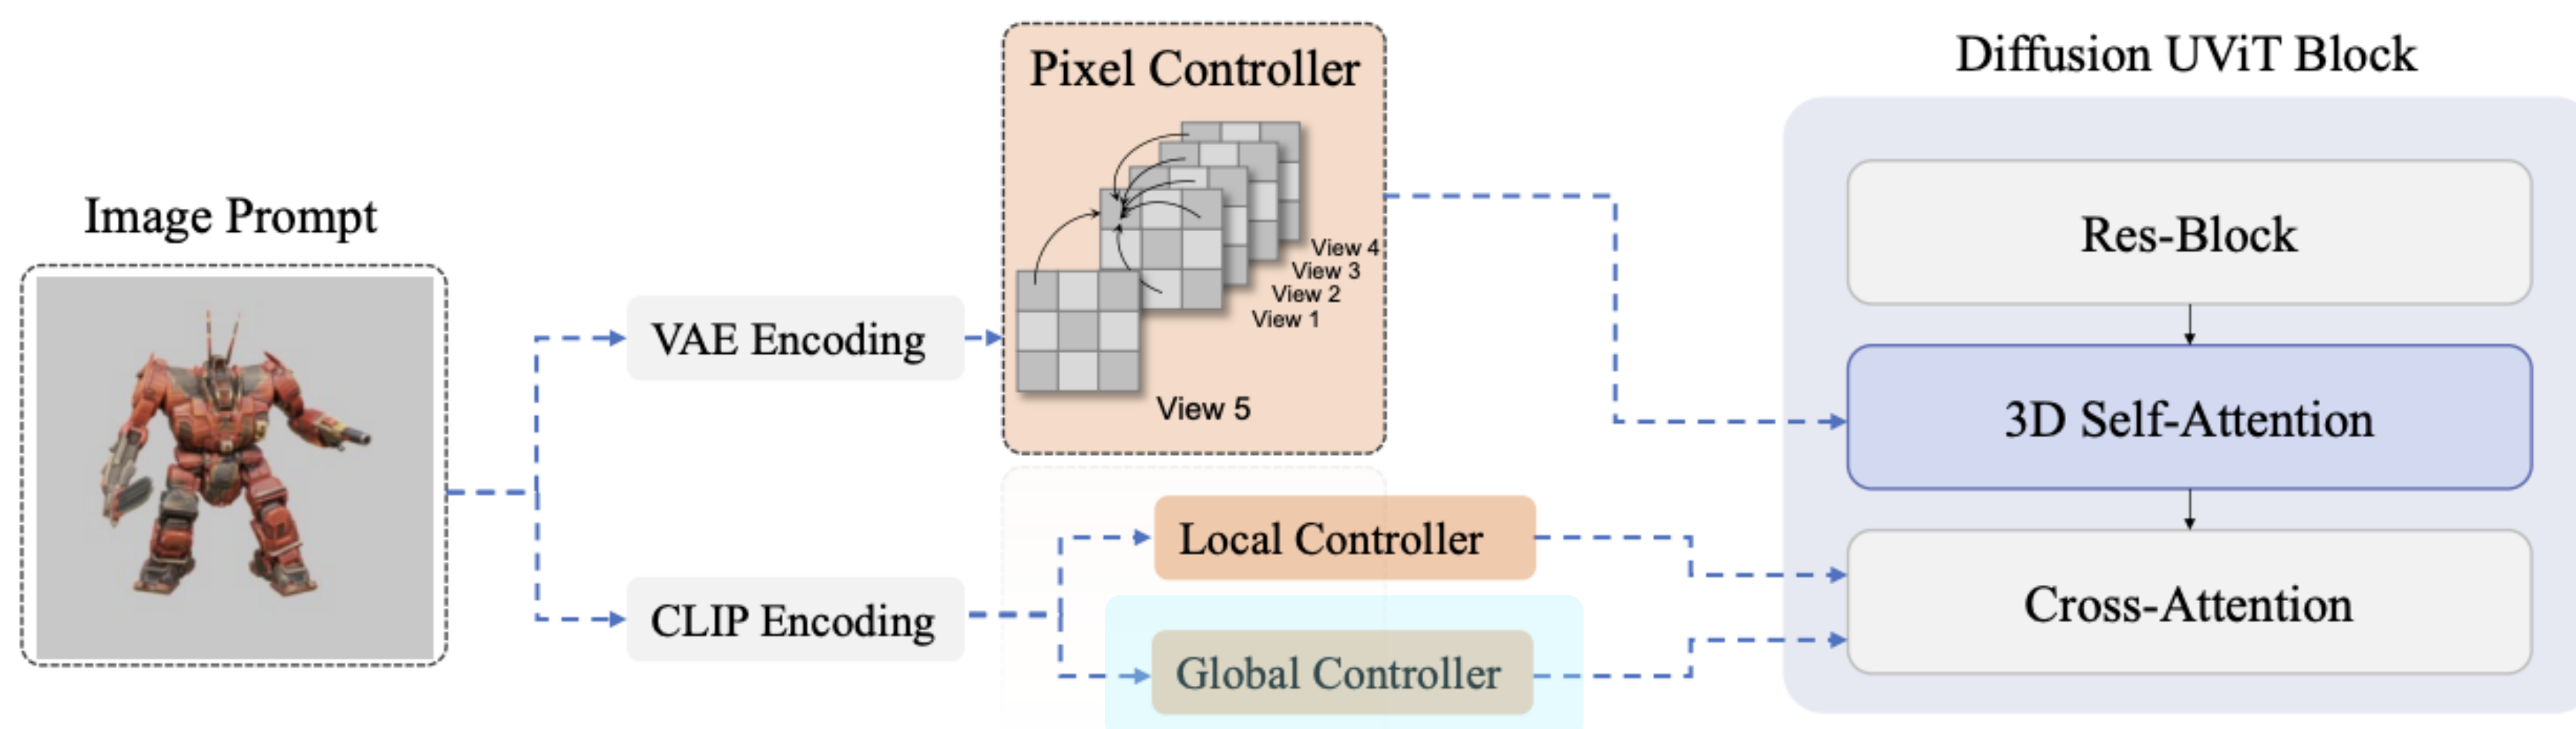 Image Prompt
VAE Encoding
CLIP Encoding
Pixel Controller
View 4
View 3
View 2
View 1
View 5
Local Controller
Global Controller
Diffusion UViT Block
Res-Block
3D Self-Attention
Cross-Attention